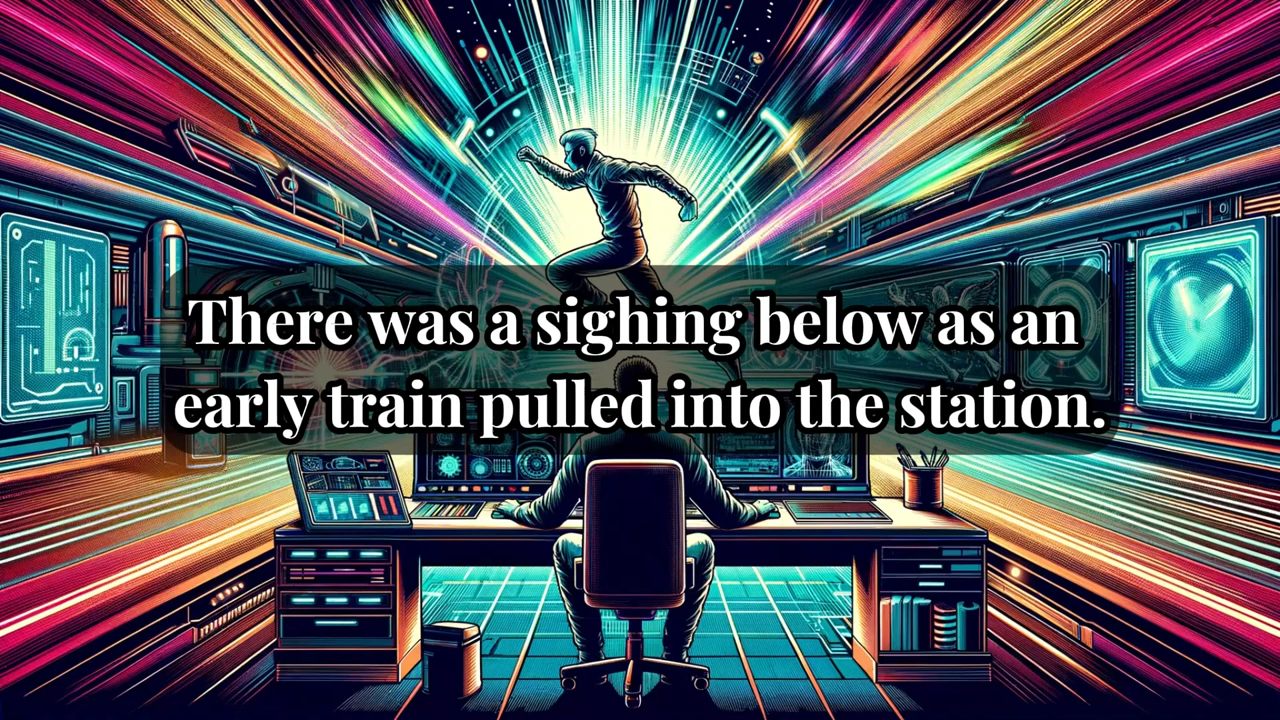 There was a sighing below as an
early train pulled into the station.